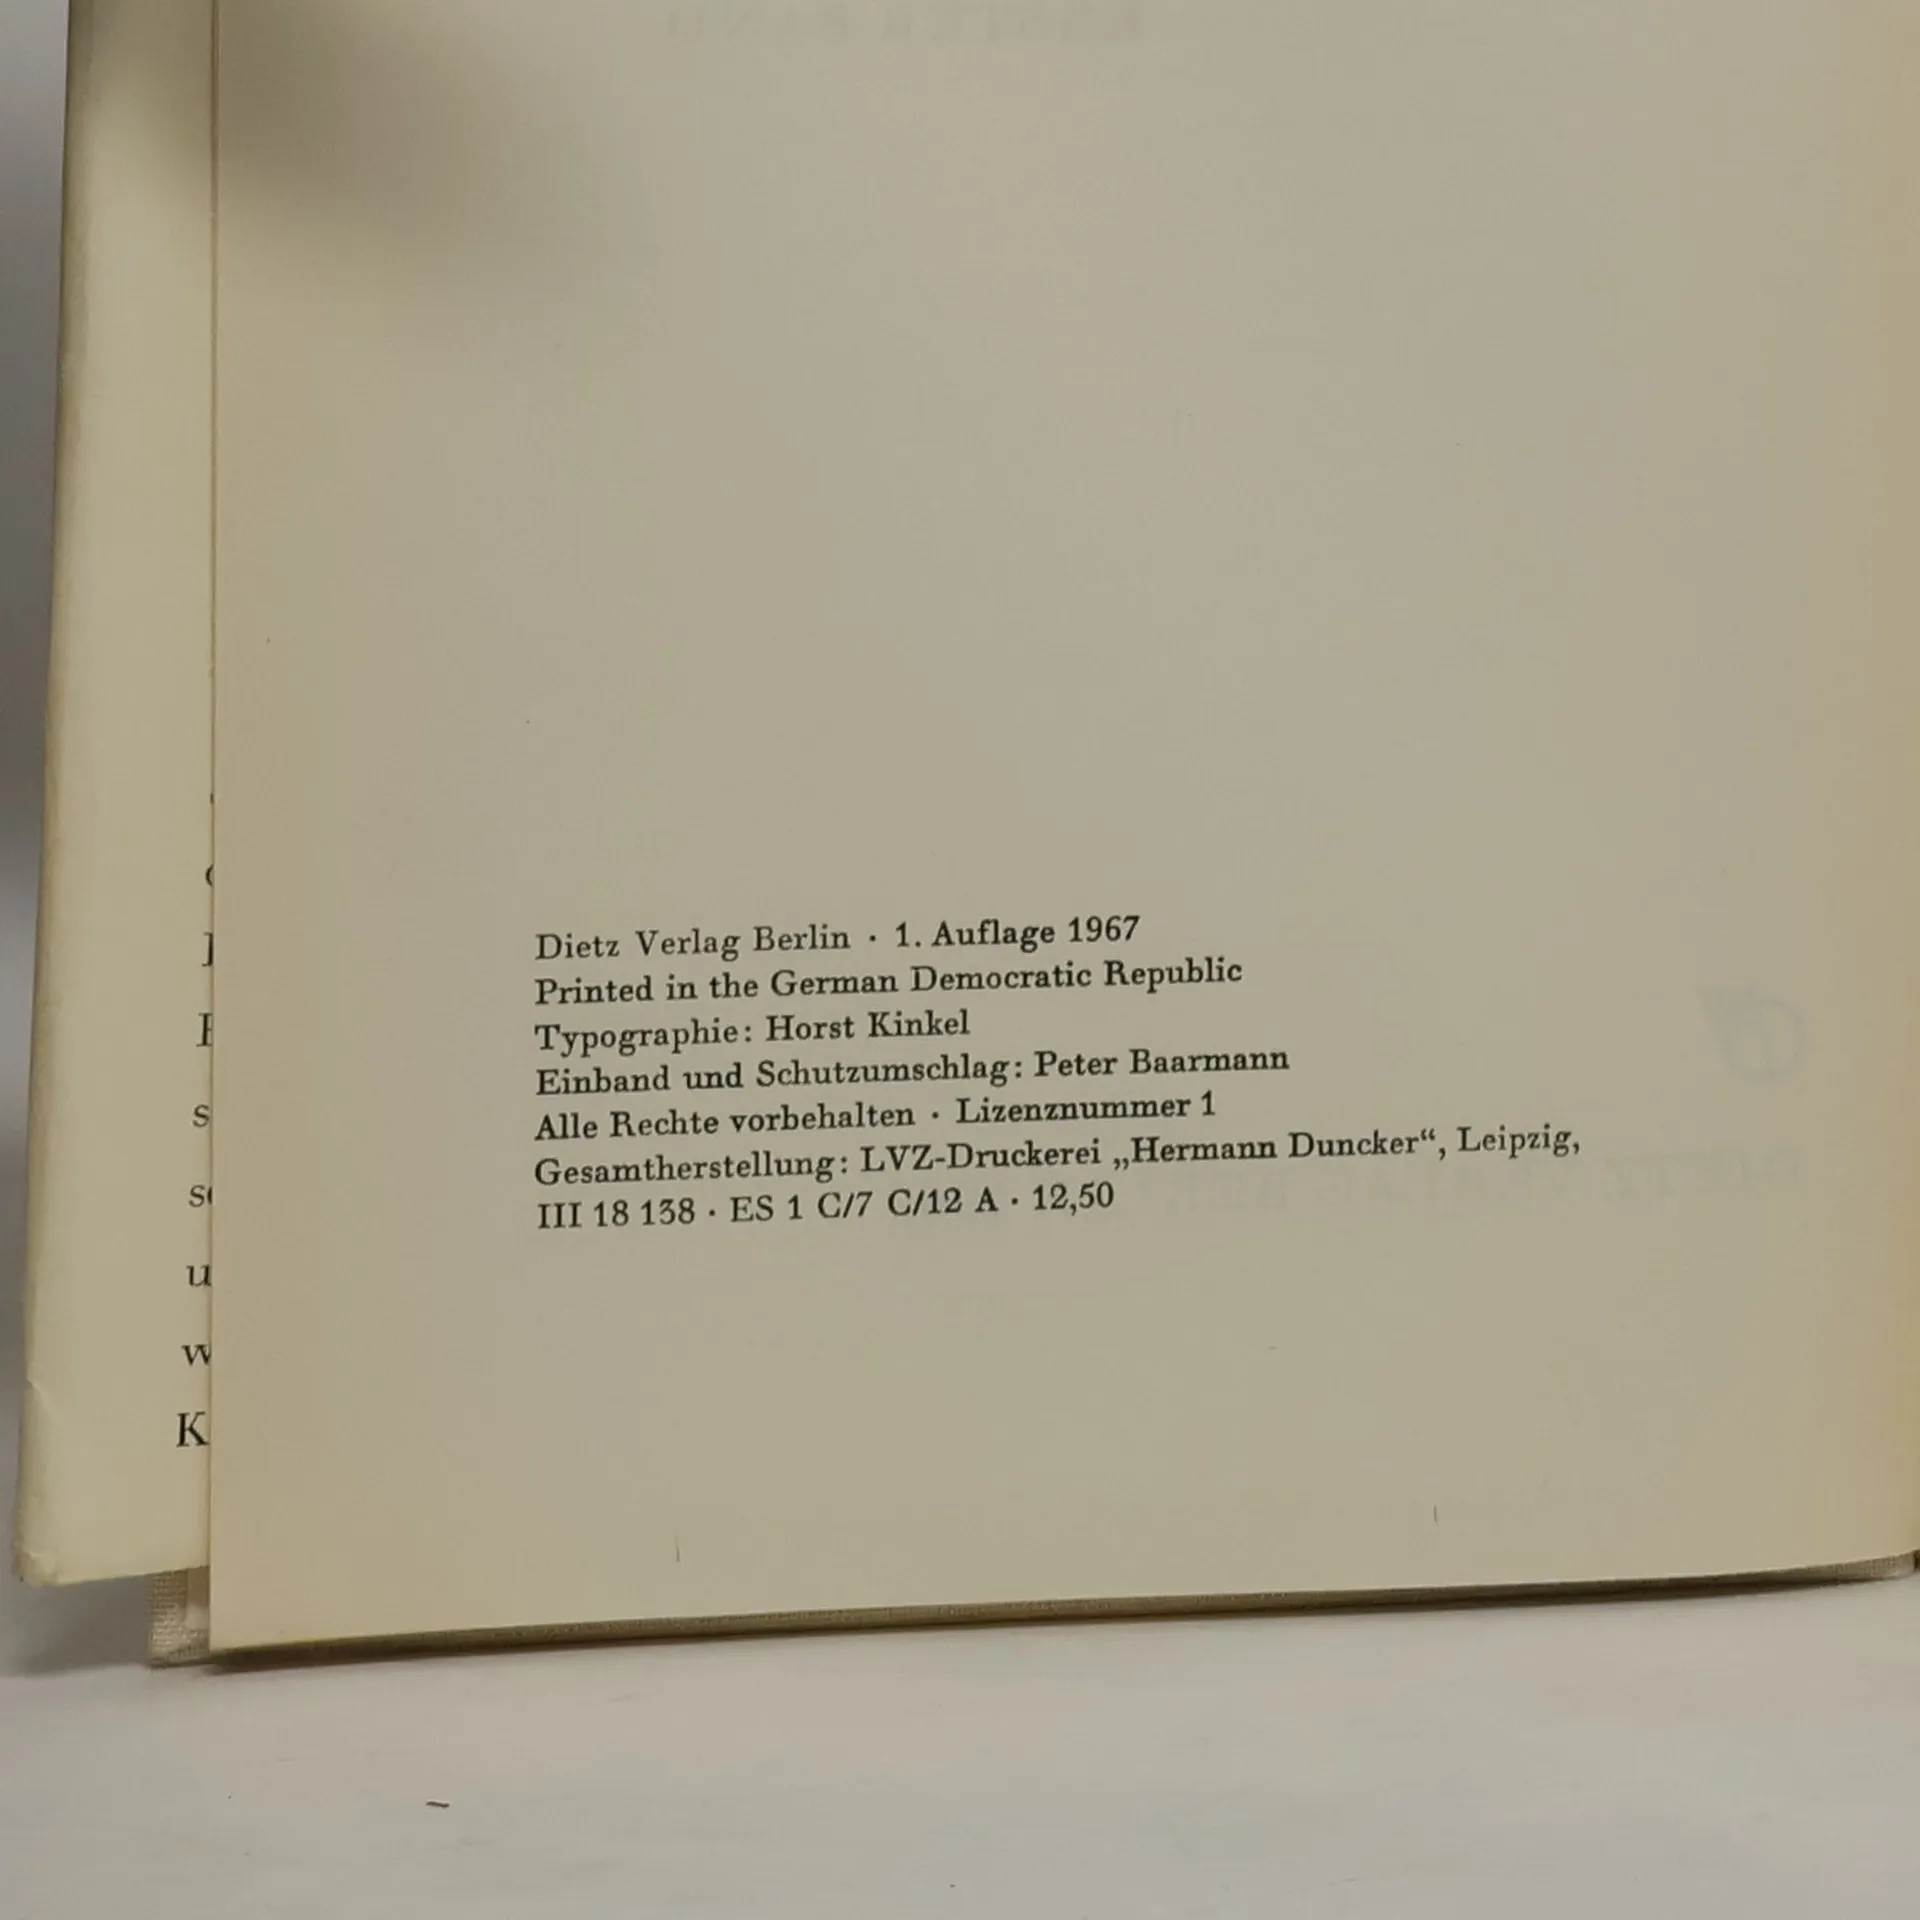 Dietz Verlag Berlin · 1. Auflage 1967
Printed in the German Democratic Republic
Typographie: Horst Kinkel
Einband und Schutzumschlag: Peter Baarmann
Alle Rechte vorbehalten · Lizenznummer 1
Gesamtherstellung: LVZ-Druckerei „Hermann Duncker“, Leipzig,
III 18 138 · ES 1 C/7 C/12 A · 12,50
s
u
w
K